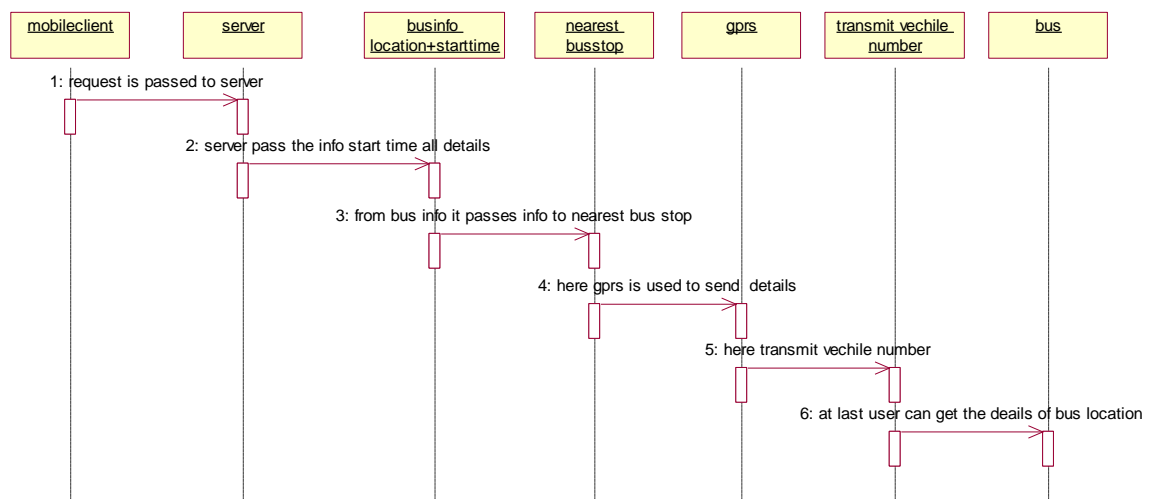 mobileclient
server
businfo
location+starttime
nearest
busstop
gprs
transmit vechile
number
bus
1: request is passed to server
2: server pass the info start time all details
3: from bus info it passes info to nearest bus stop
4: here gprs is used to send details
5: here transmit vechile number
6: at last user can get the deails of bus location